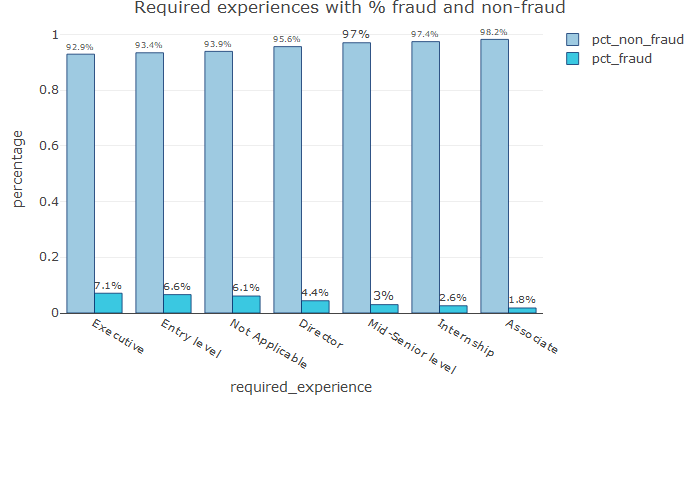 Required experiences with % fraud and non-fraud
pct_non_fraud
pct_fraud
percentage
1
0.8
0.6
0.4
0.2
0
92.9%
93.4%
93.9%
95.6%
97%
97.4%
98.2%
7.1%
6.6%
6.1%
4.4%
3%
2.6%
1.8%
Executive
Entry level
Not Applicable
Director
Mid-Senior level
Internship
Associate
required_experience